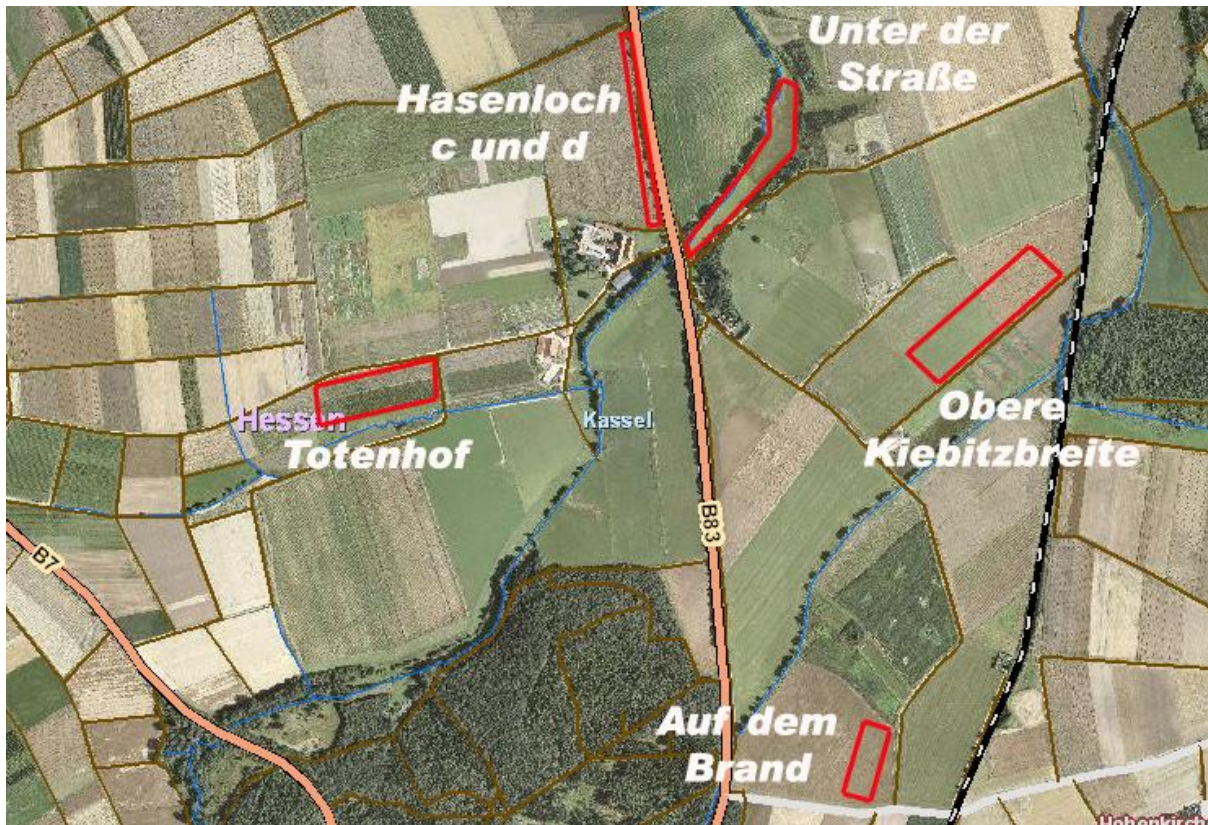 Unter der
Straße
Hasenloch
c und d
Hessen
Totenhof
Kassel
Obere
Kiebitzbreite
B83
B7
Auf dem
Brand